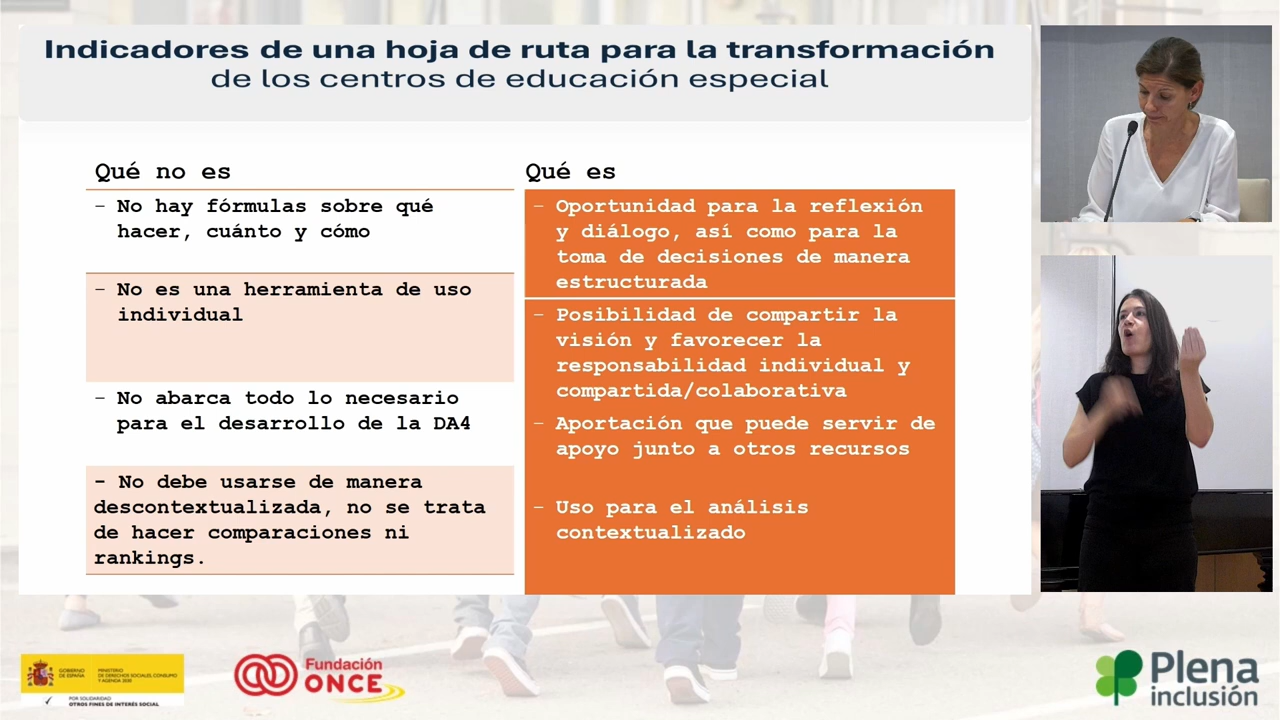 Indicadores de una hoja de ruta para la transformación
de los centros de educación especial
Qué no es
- No hay fórmulas sobre qué
hacer, cuánto y cómo
- No es una herramienta de uso
individual
- No abarca todo lo necesario
para el desarrollo de la DA4
- No debe usarse de manera
descontextualizada, no se trata
de hacer comparaciones ni
rankings.
Qué es
- Oportunidad para la reflexión
y diálogo, así como para la
toma de decisiones de manera
estructurada
- Posibilidad de compartir la
visión y favorecer la
responsabilidad individual y
compartida/colaborativa
- Aportación que puede servir de
apoyo junto a otros recursos
- Uso para el análisis
contextualizado
GOBIERNO
DE ESPAÑA
MINISTERIO
DE DERECHOS SOCIALES, CONSUMO
Y AGENDA 2030
POR SOLIDARIDAD
OTROS FINES DE INTERÉS SOCIAL
Fundación
ONCE
Plena
inclusión